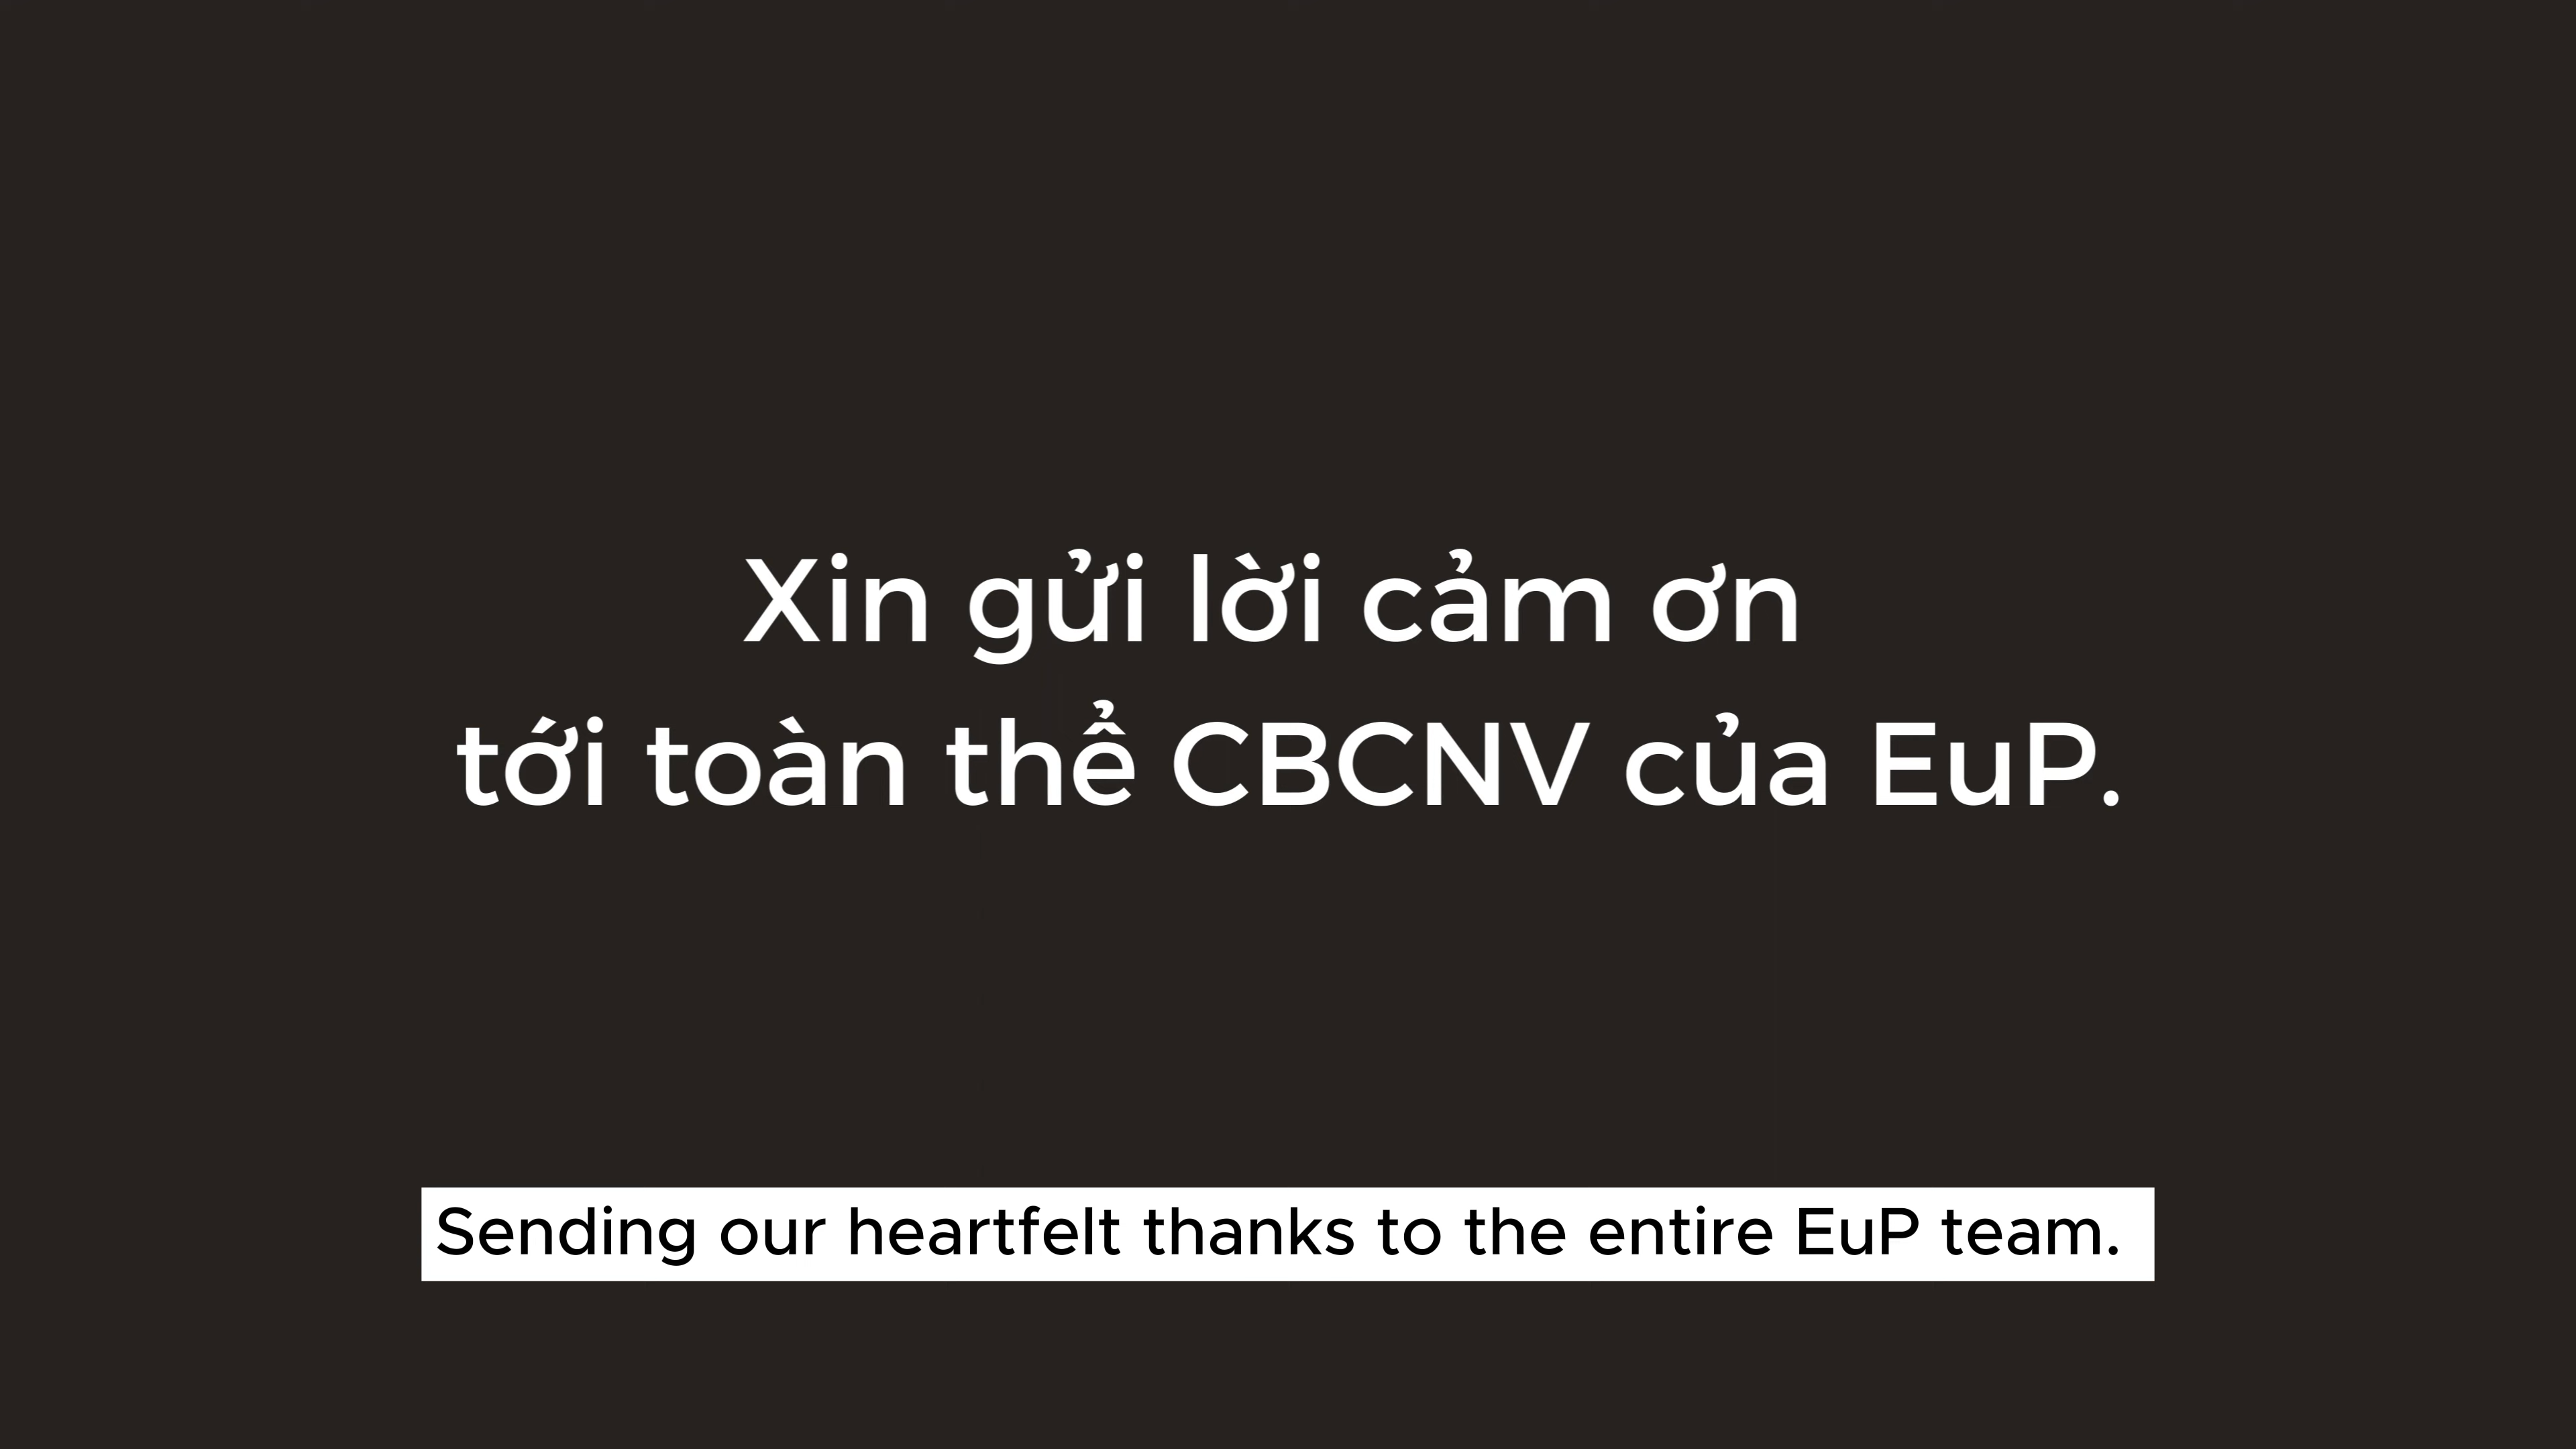 Xin gửi lời cảm ơn
tới toàn thể CBCNV của EuP.
Sending our heartfelt thanks to the entire EuP team.